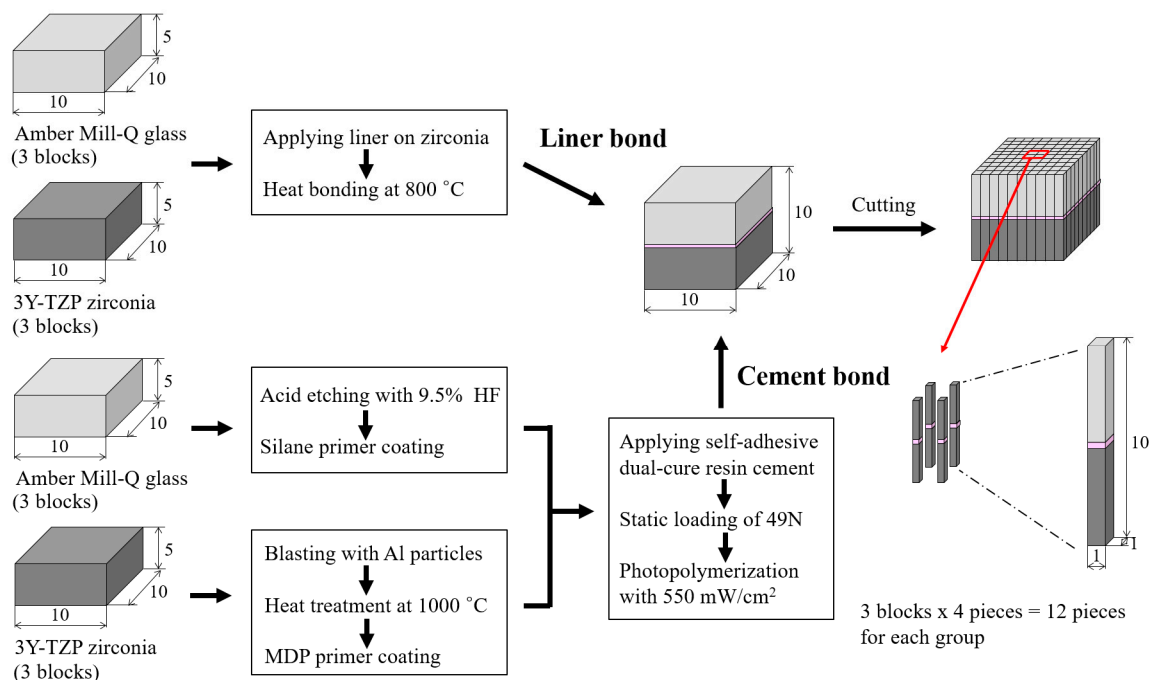 5
10
10
Amber Mill-Q glass
(3 blocks)
5
10
10
3Y-TZP zirconia
(3 blocks)
Applying liner on zirconia
Heat bonding at 800 °C
Liner bond
10
10
10
Cutting
5
10
10
Amber Mill-Q glass
(3 blocks)
5
10
10
3Y-TZP zirconia
(3 blocks)
Acid etching with 9.5% HF
Silane primer coating
Blasting with Al particles
Heat treatment at 1000 °C
MDP primer coating
Cement bond
Applying self-adhesive
dual-cure resin cement
Static loading of 49N
Photopolymerization
with 550 mW/cm²
10
1
1
3 blocks x 4 pieces = 12 pieces
for each group